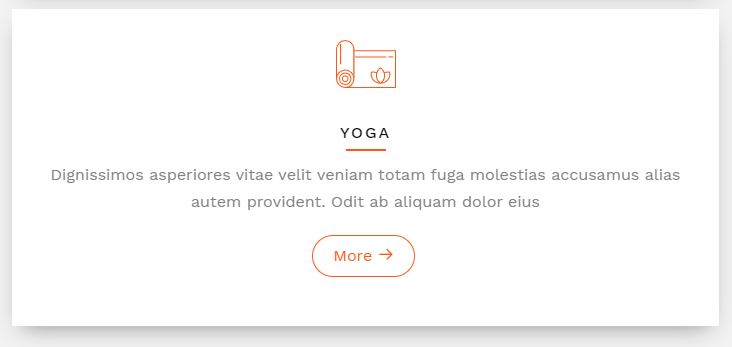 YOGA
Dignissimos asperiores vitae velit veniam totam fuga molestias accusamus alias
autem provident. Odit ab aliquam dolor eius
More →